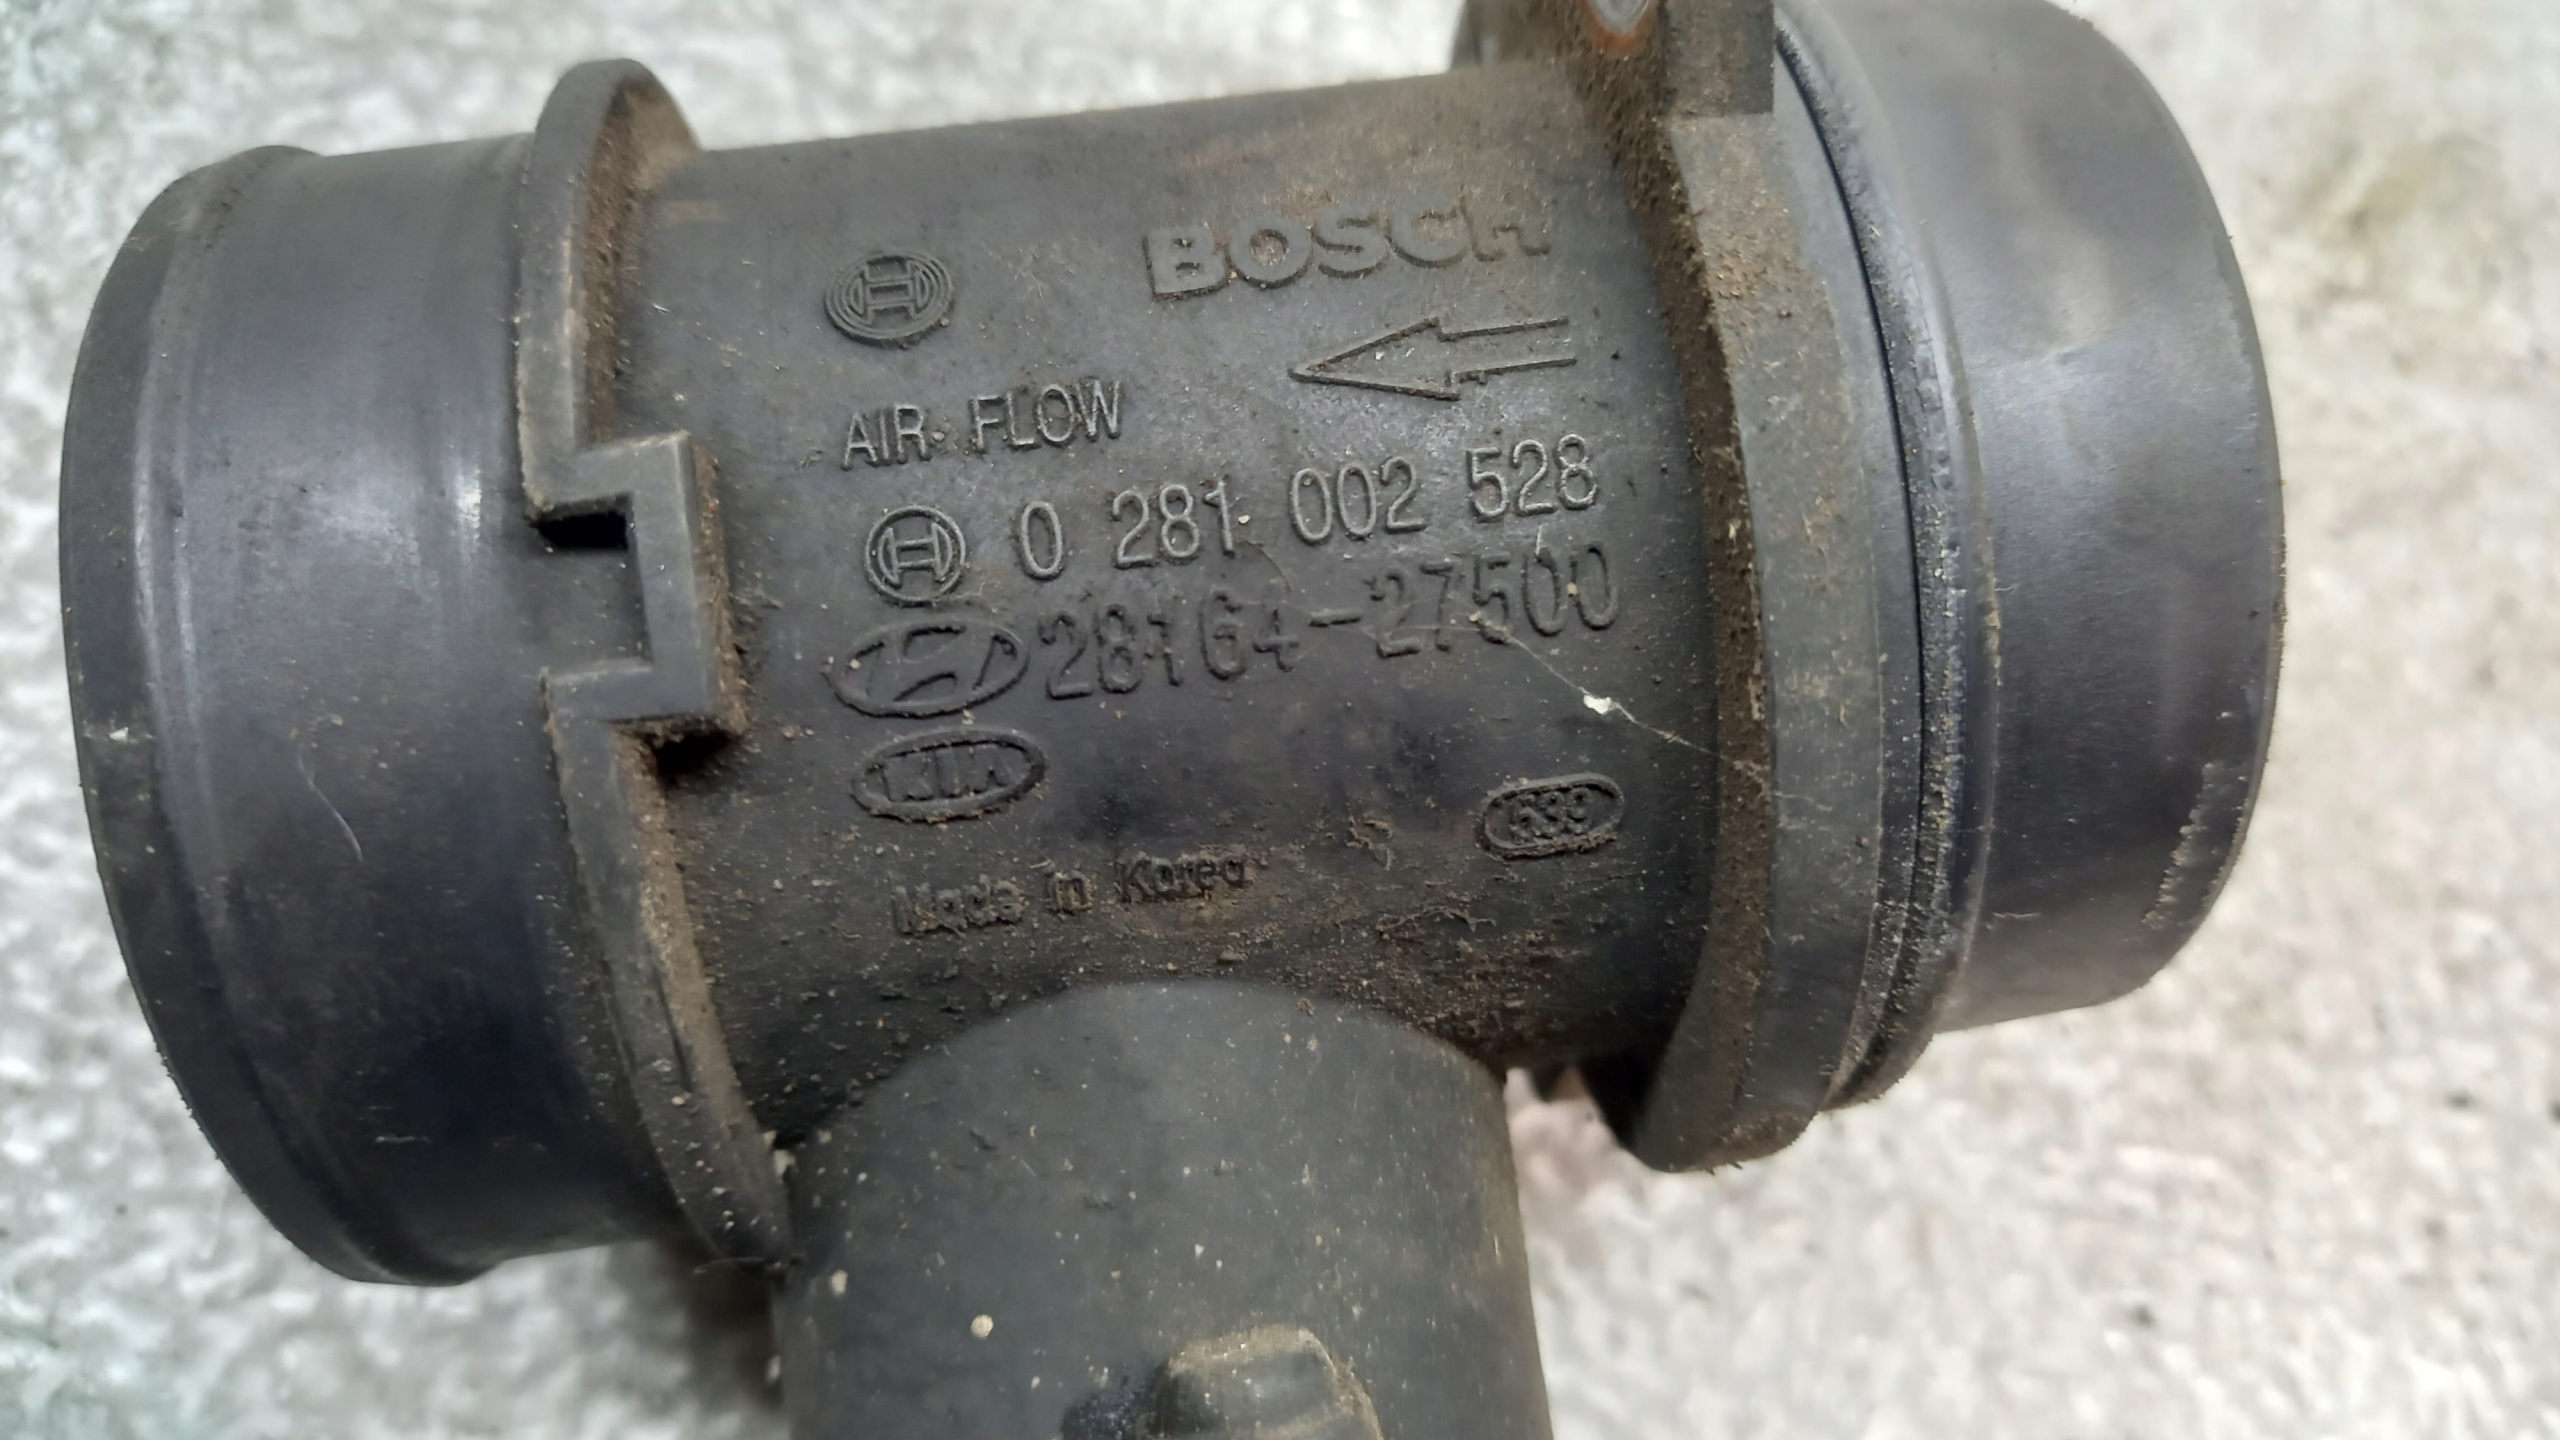 BOSCH
AIR FLOW
0 281 002 528
28164-27500
KIA
Made in Korea